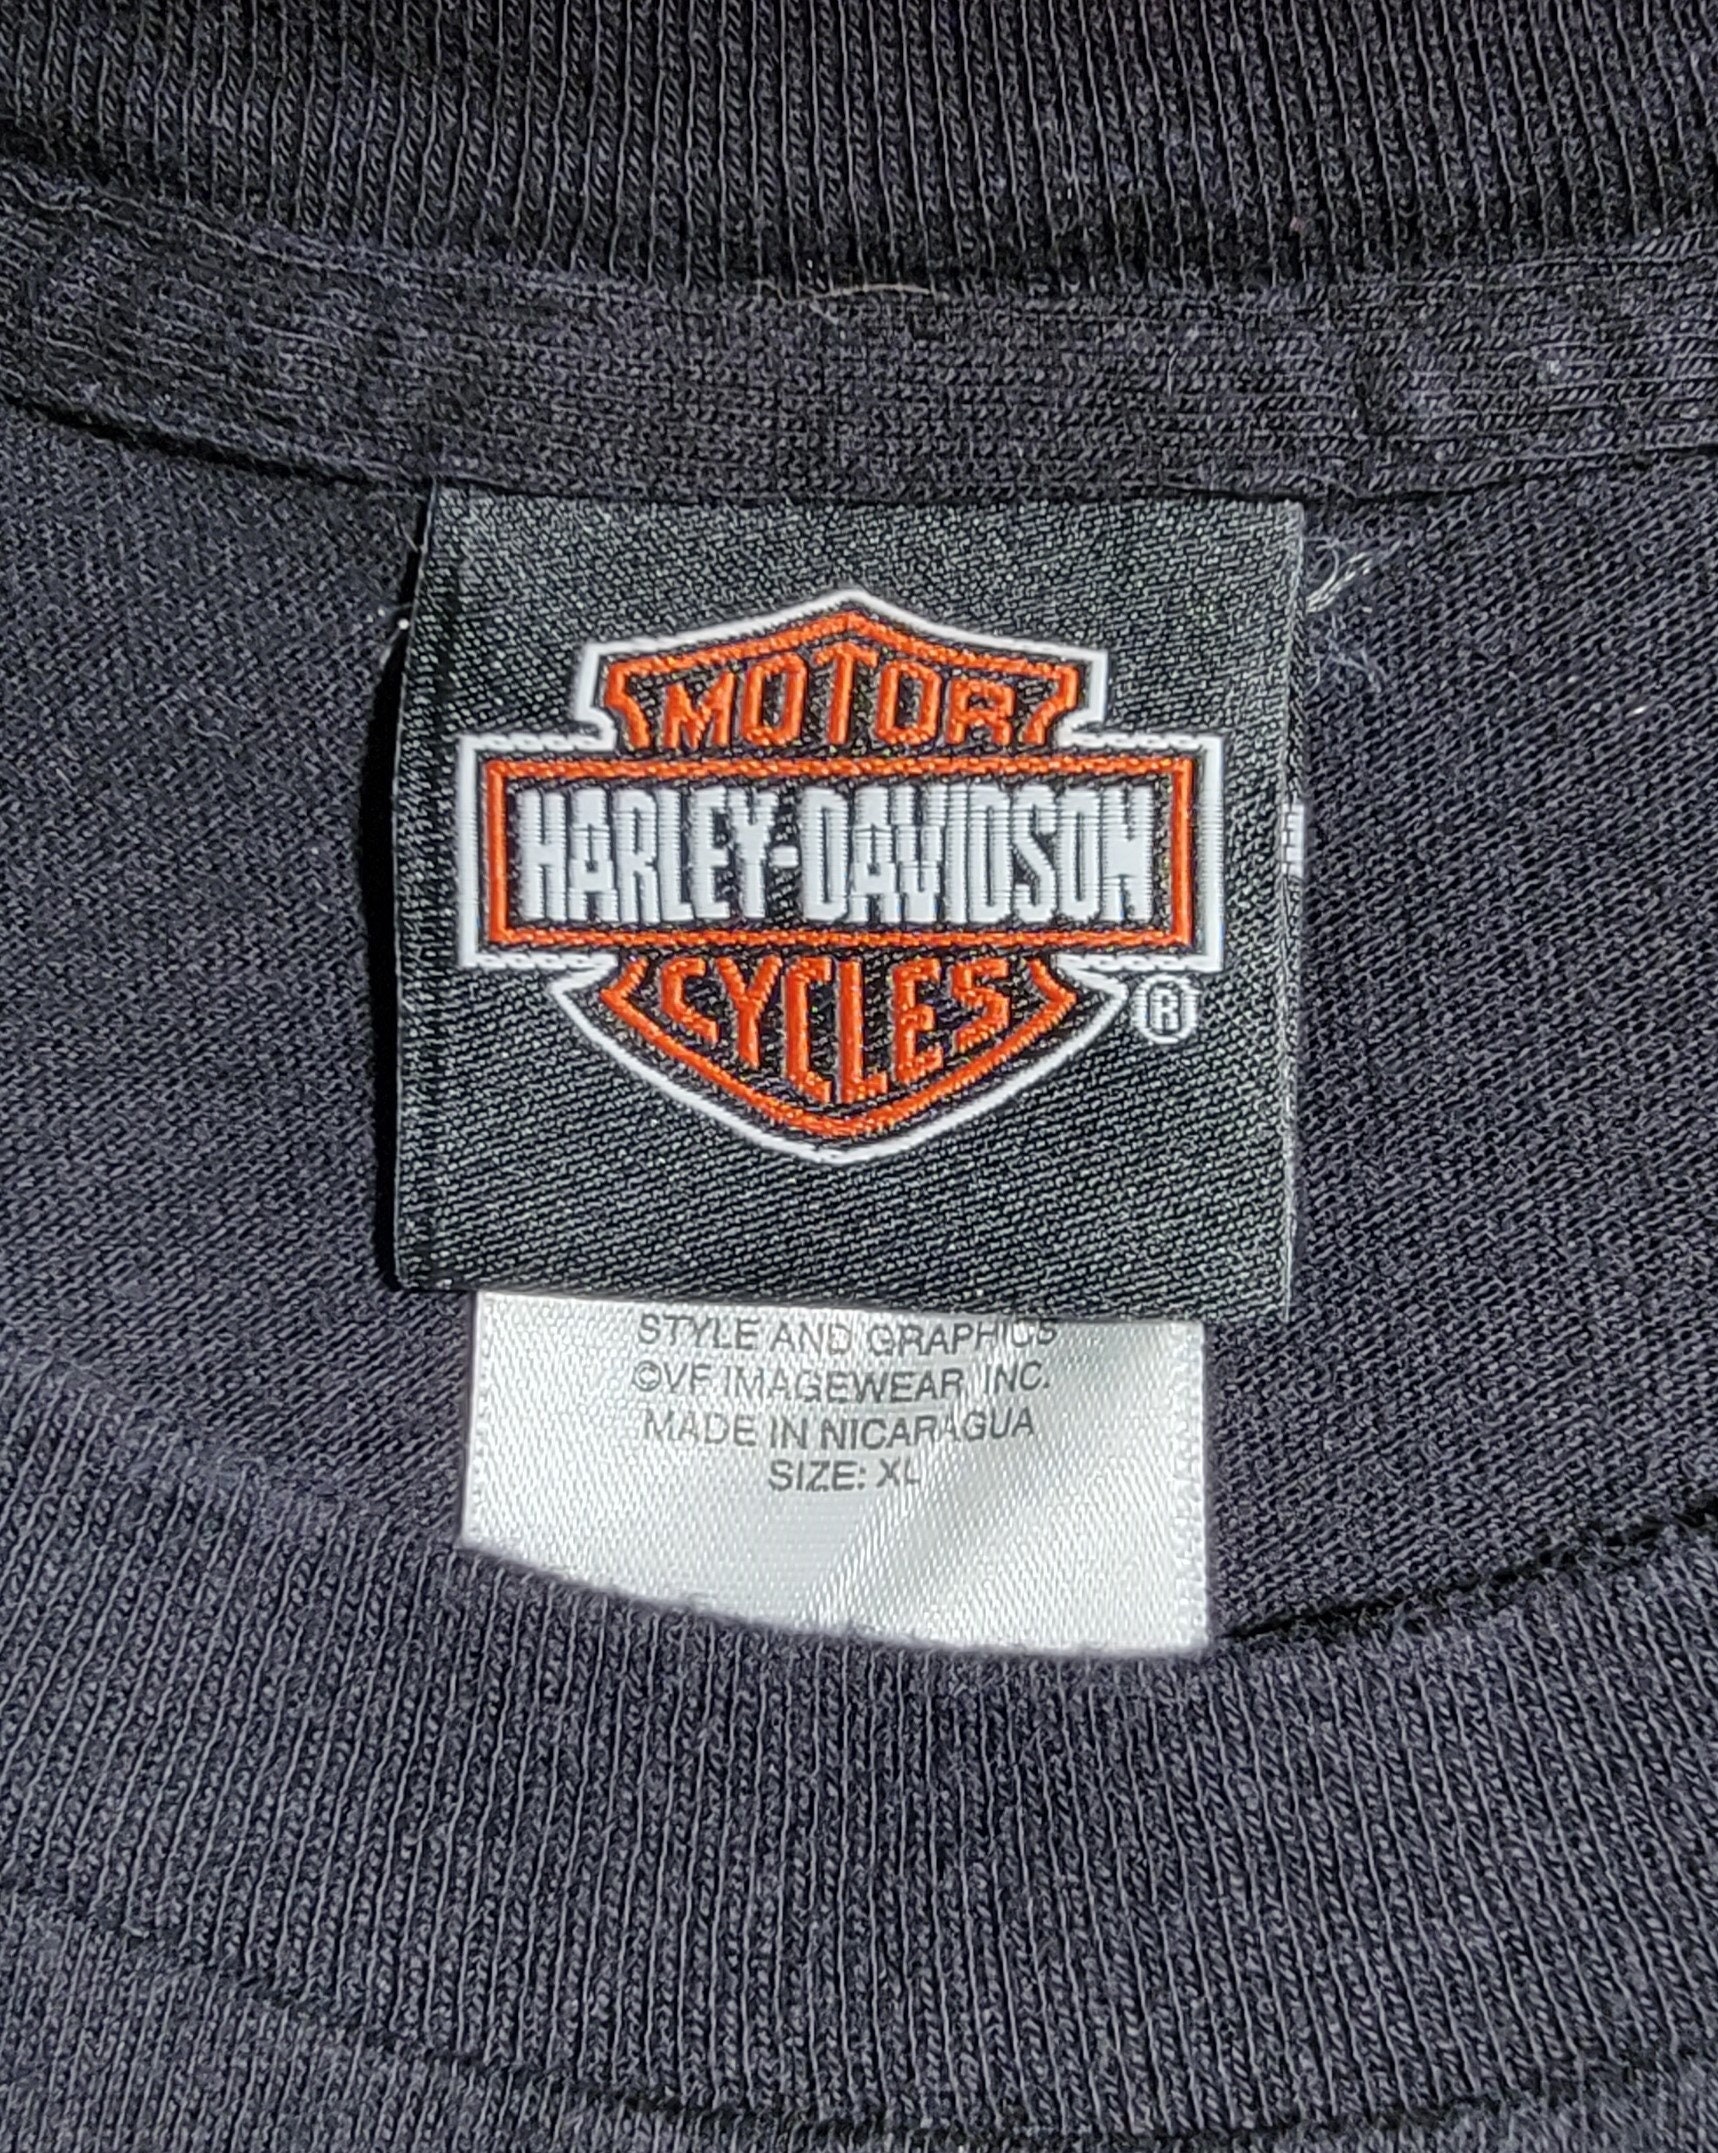 MOTOR
HARLEY-DAVIDSON
CYCLES
®
STYLE AND GRAPHICS
©VF IMAGEWEAR, INC.
MADE IN NICARAGUA
SIZE: XL